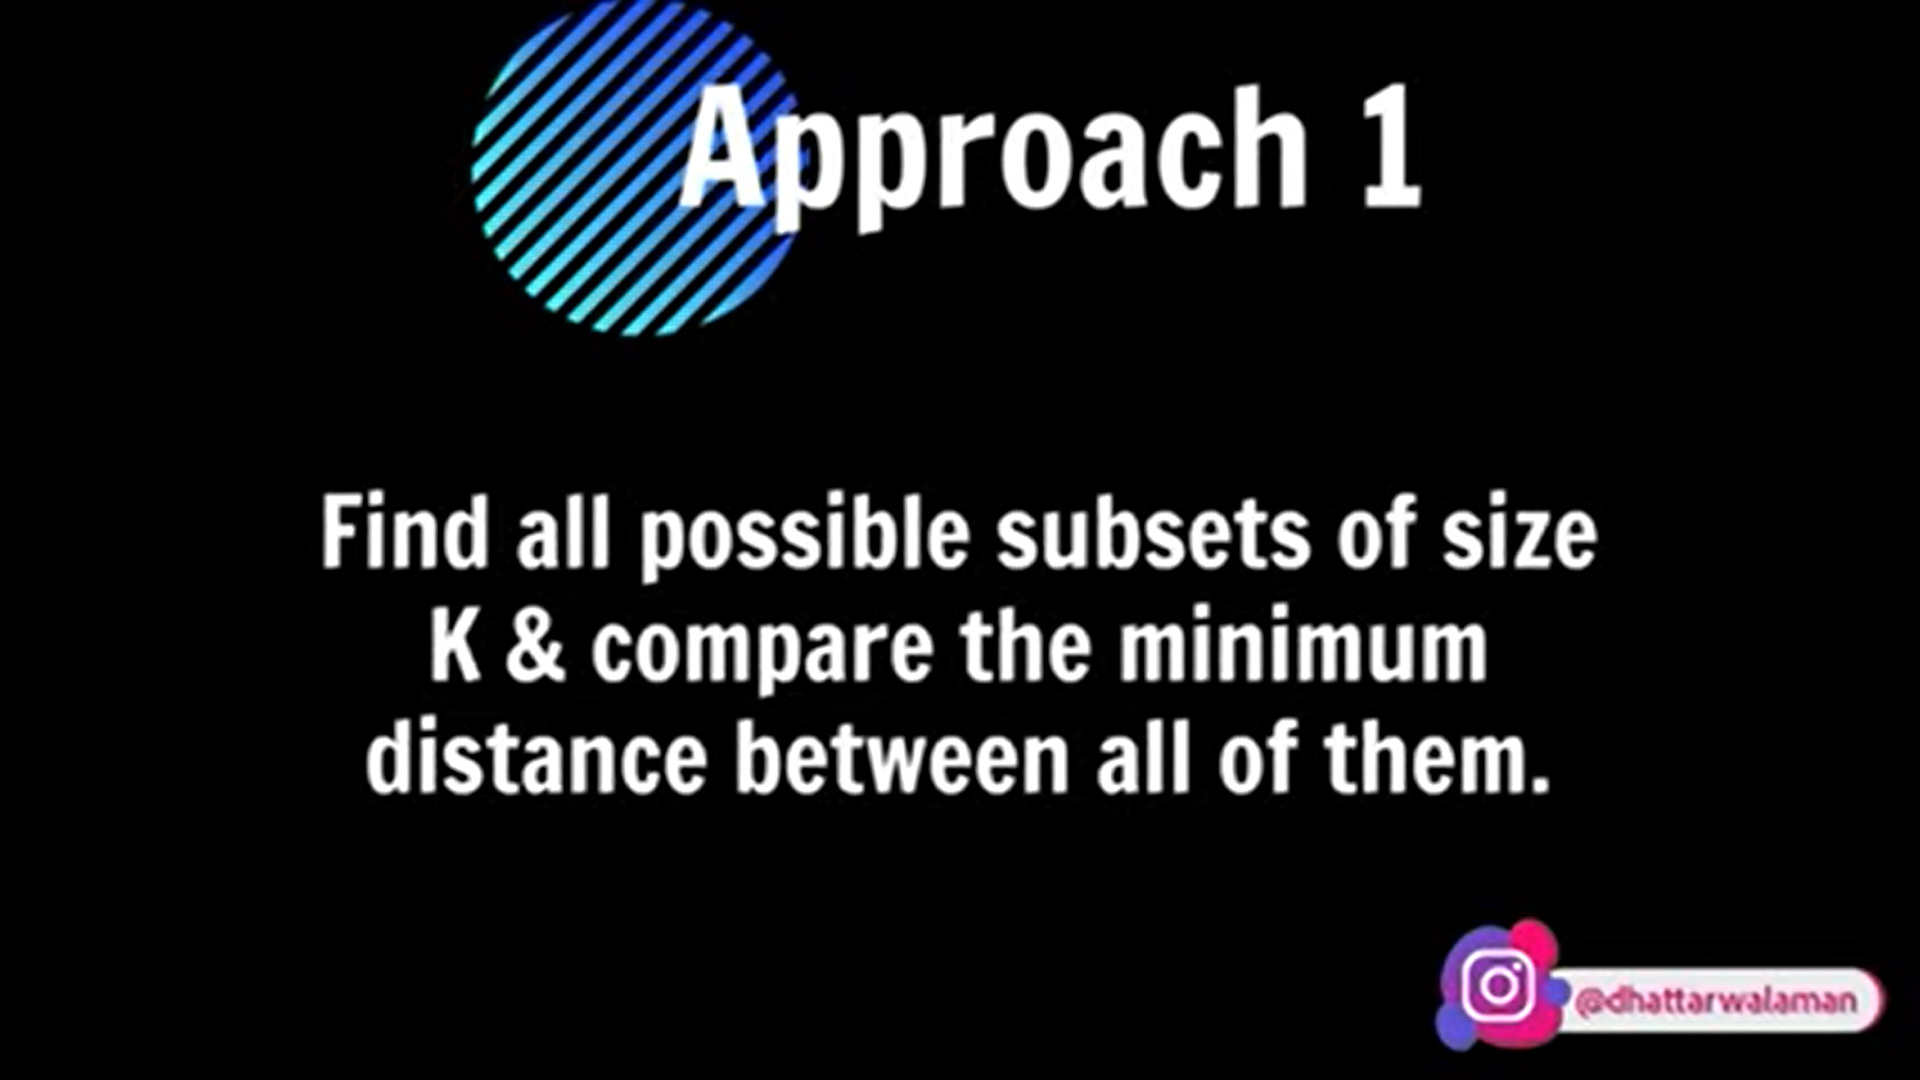 Approach 1
Find all possible subsets of size
K & compare the minimum
distance between all of them.
@dhattarwalaman